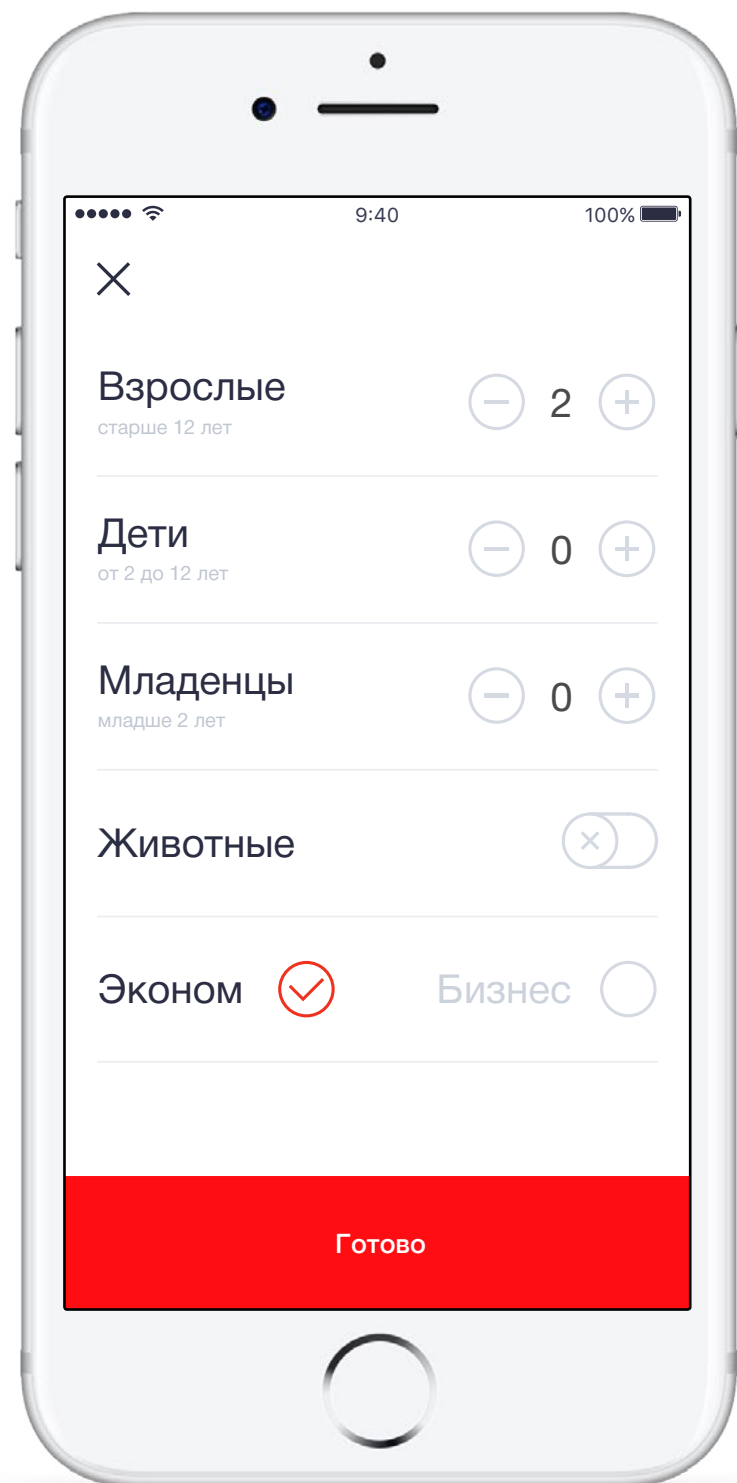 9:40 100%
Взрослые
старше 12 лет
2
Дети
от 2 до 12 лет
0
Младенцы
младше 2 лет
0
Животные
Эконом Бизнес
Готово